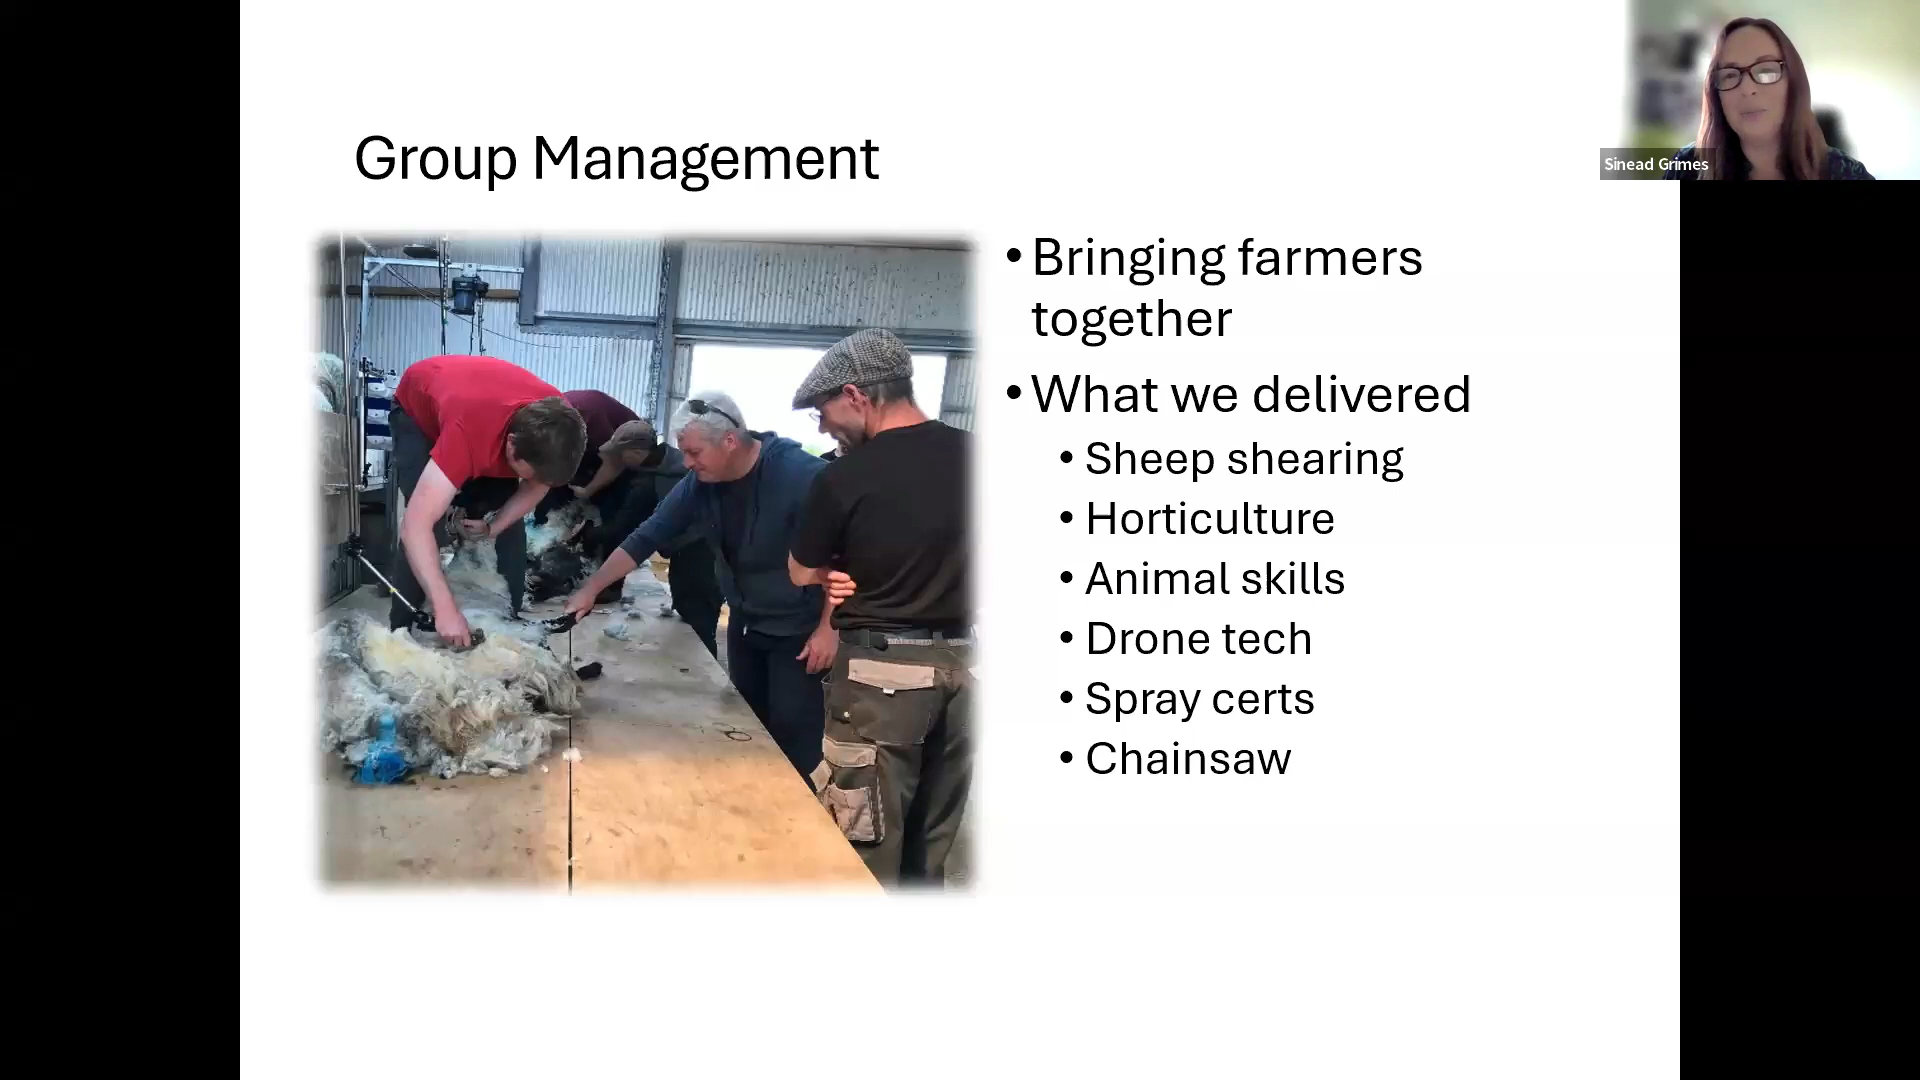 Group Management
Sinead Grimes
• Bringing farmers
together
• What we delivered
• Sheep shearing
• Horticulture
• Animal skills
• Drone tech
• Spray certs
• Chainsaw